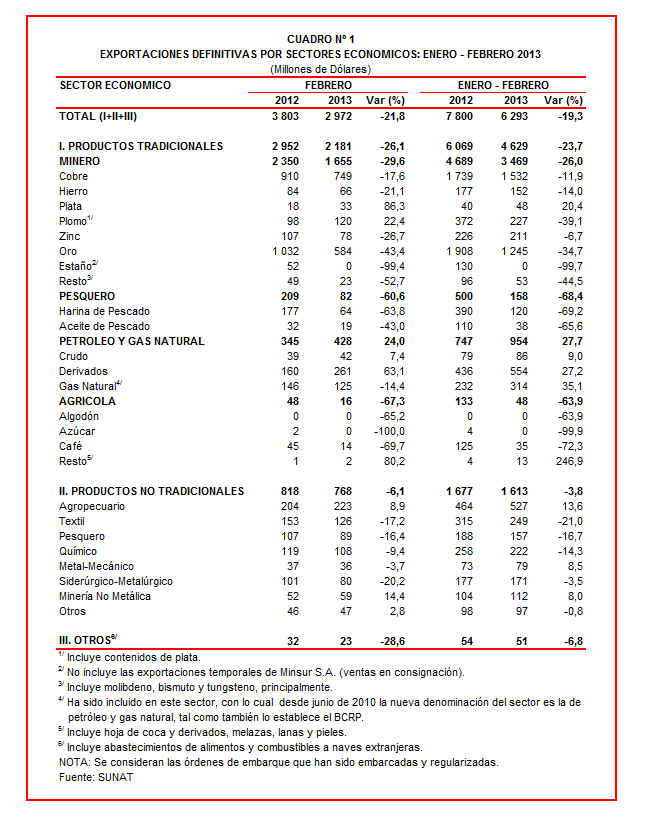 CUADRO Nº 1
EXPORTACIONES DEFINITIVAS POR SECTORES ECONOMICOS: ENERO - FEBRERO 2013
(Millones de Dólares)
SECTOR ECONOMICO FEBRERO ENERO - FEBRERO
2012 2013 Var (%) 2012 2013 Var (%)
TOTAL (I+II+III) 3 803 2 972 -21,8 7 800 6 293 -19,3
I. PRODUCTOS TRADICIONALES 2 952 2 181 -26,1 6 069 4 629 -23,7
MINERO 2 350 1 655 -29,6 4 689 3 469 -26,0
Cobre 910 749 -17,6 1 739 1 532 -11,9
Hierro 84 66 -21,1 177 152 -14,0
Plata 18 33 86,3 40 48 20,4
Plomo1/ 98 120 22,4 372 227 -39,1
Zinc 107 78 -26,7 226 211 -6,7
Oro 1 032 584 -43,4 1 908 1 245 -34,7
Estaño2/ 52 0 -99,4 130 0 -99,7
Resto3/ 49 23 -52,7 96 53 -44,5
PESQUERO 209 82 -60,6 500 158 -68,4
Harina de Pescado 177 64 -63,8 390 120 -69,2
Aceite de Pescado 32 19 -43,0 110 38 -65,6
PETROLEO Y GAS NATURAL 345 428 24,0 747 954 27,7
Crudo 39 42 7,4 79 86 9,0
Derivados 160 261 63,1 436 554 27,2
Gas Natural4/ 146 125 -14,4 232 314 35,1
AGRICOLA 48 16 -67,3 133 48 -63,9
Algodón 0 0 -65,2 0 0 -63,9
Azúcar 2 0 -100,0 4 0 -99,9
Café 45 14 -69,7 125 35 -72,3
Resto5/ 1 2 80,2 4 13 246,9
II. PRODUCTOS NO TRADICIONALES 818 768 -6,1 1 677 1 613 -3,8
Agropecuario 204 223 8,9 464 527 13,6
Textil 153 126 -17,2 315 249 -21,0
Pesquero 107 89 -16,4 188 157 -16,7
Químico 119 108 -9,4 258 222 -14,3
Metal-Mecánico 37 36 -3,7 73 79 8,5
Siderúrgico-Metalúrgico 101 80 -20,2 177 171 -3,5
Minería No Metálica 52 59 14,4 104 112 8,0
Otros 46 47 2,8 98 97 -0,8
III. OTROS6/ 32 23 -28,6 54 51 -6,8
1/ Incluye contenidos de plata.
2/ No incluye las exportaciones temporales de Minsur S.A. (ventas en consignación).
3/ Incluye molibdeno, bismuto y tungsteno, principalmente.
4/ Ha sido incluido en este sector, con lo cual desde junio de 2010 la nueva denominación del sector es la de
petróleo y gas natural, tal como también lo establece el BCRP.
5/ Incluye hoja de coca y derivados, melazas, lanas y pieles.
6/ Incluye abastecimientos de alimentos y combustibles a naves extranjeras.
NOTA: Se consideran las órdenes de embarque que han sido embarcadas y regularizadas.
Fuente: SUNAT